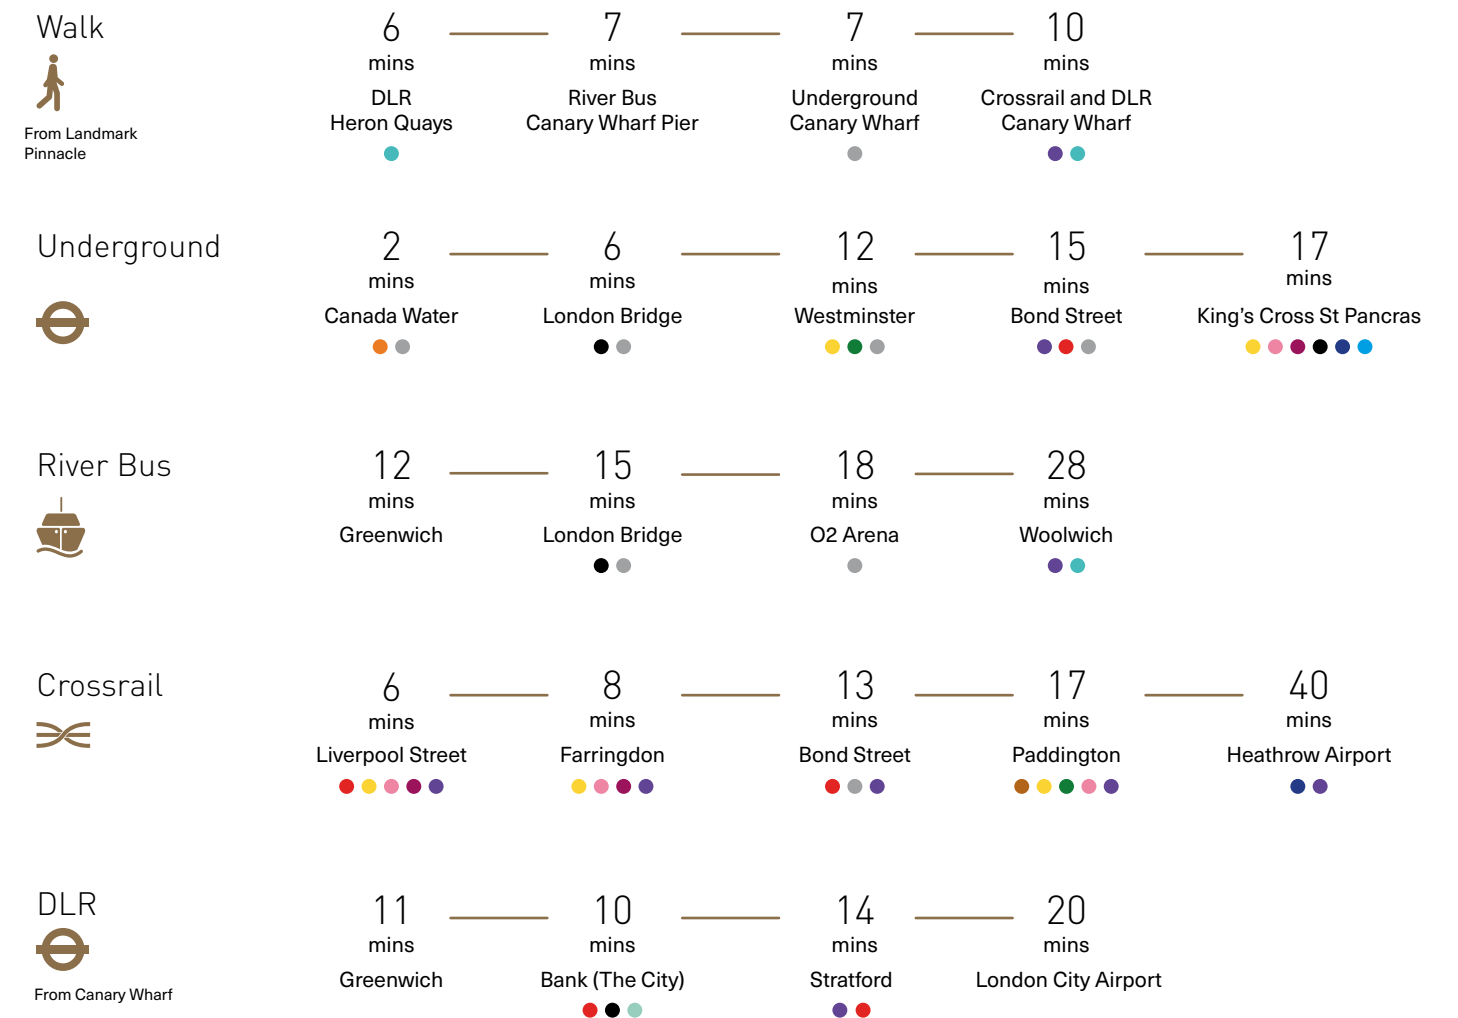 Walk
From Landmark
Pinnacle
6 7 7 10
mins mins mins mins
DLR River Bus Underground Crossrail and DLR
Heron Quays Canary Wharf Pier Canary Wharf Canary Wharf
Underground
2 6 12 15 17
mins mins mins mins mins
Canada Water London Bridge Westminster Bond Street King's Cross St Pancras
River Bus
12 15 18 28
mins mins mins mins
Greenwich London Bridge O2 Arena Woolwich
Crossrail
6 8 13 17 40
mins mins mins mins mins
Liverpool Street Farringdon Bond Street Paddington Heathrow Airport
DLR
From Canary Wharf
11 10 14 20
mins mins mins mins
Greenwich Bank (The City) Stratford London City Airport